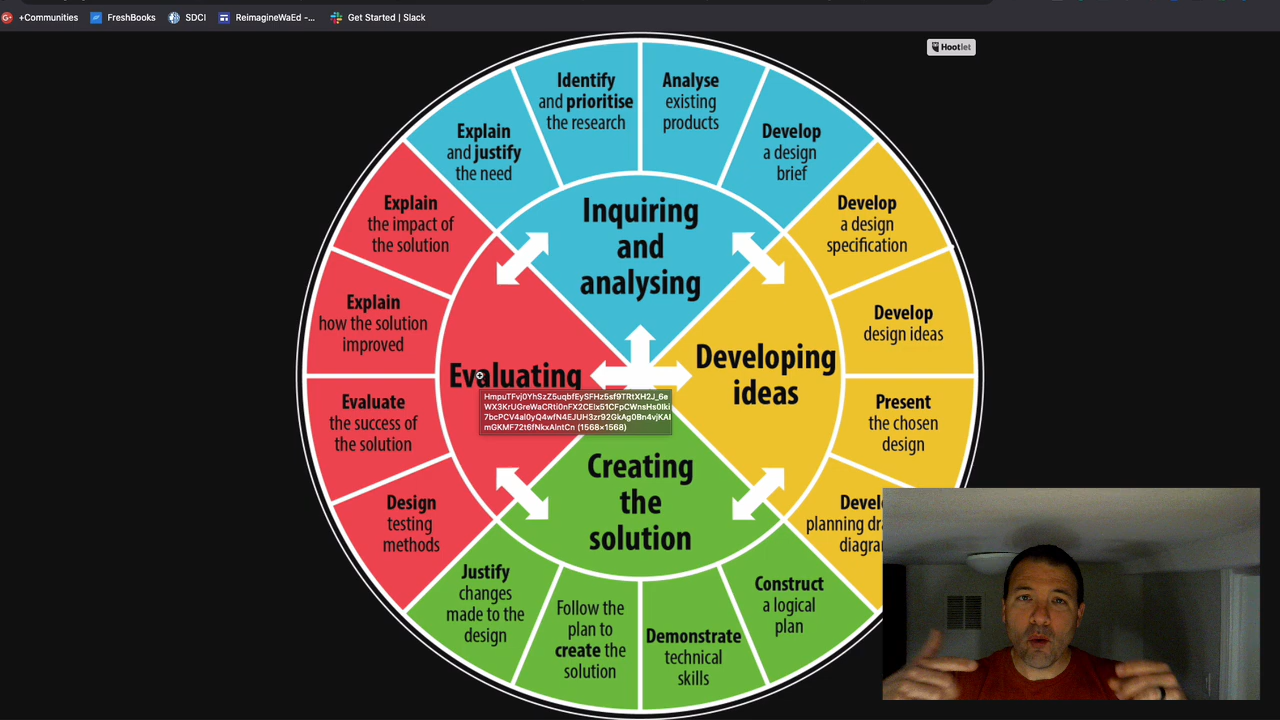 +Communities
FreshBooks
SDCI
ReimagineWaEd -...
Get Started | Slack
Hootlet
Identify
and prioritise
the research
Analyse
existing
products
Explain
and justify
the need
Develop
a design
brief
Explain
the impact of
the solution
Inquiring
and
analysing
Develop
a design
specification
Explain
how the solution
improved
Develop
design ideas
Evaluating
Developing
ideas
Evaluate
the success of
the solution
Present
the chosen
design
Creating
the
solution
Design
testing
methods
planning
Justify
changes
made to the
design
Follow the
plan to
create the
solution
Demonstrate
technical
skills
Construct
a logical
plan
(1568×1568)